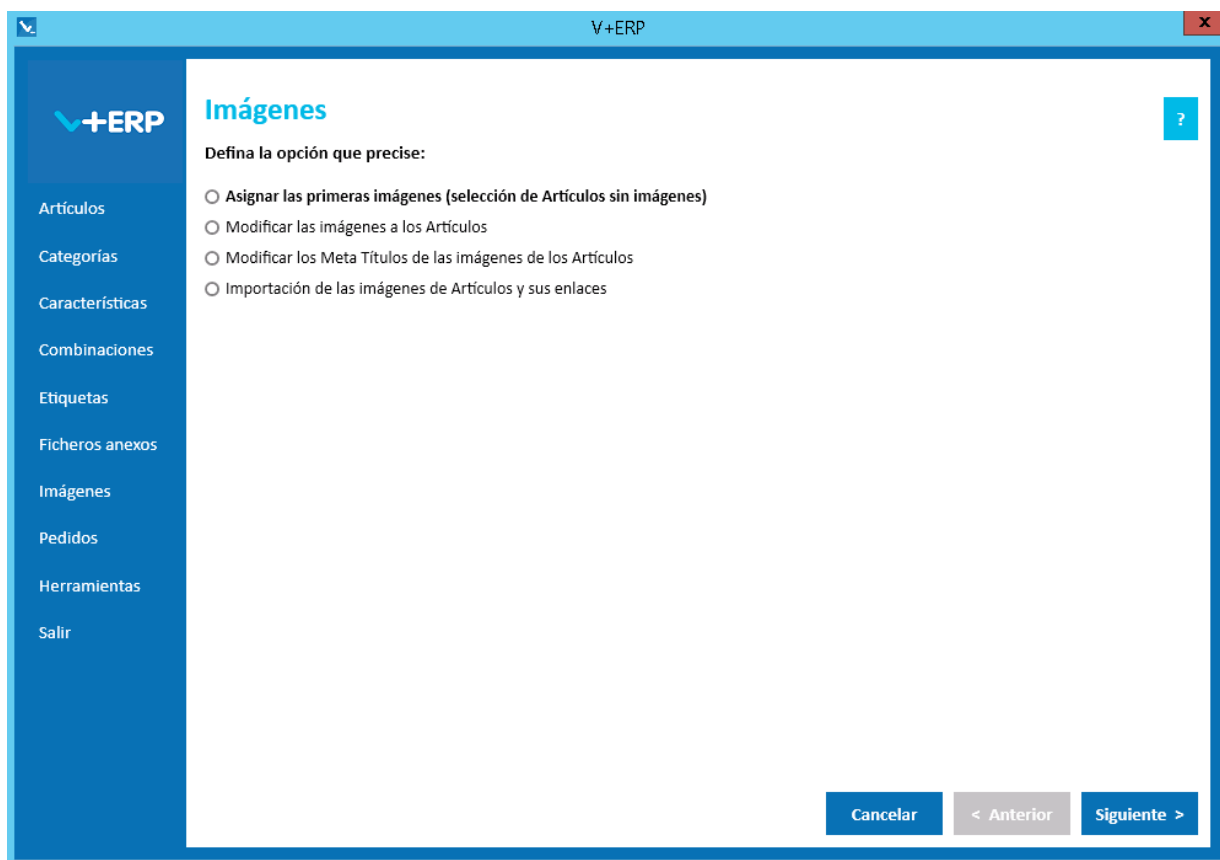 V+ERP
x
+ERP
Imágenes
?
Defina la opción que precise:
Asignar las primeras imágenes (selección de Artículos sin imágenes)
Modificar las imágenes a los Artículos
Modificar los Meta Títulos de las imágenes de los Artículos
Importación de las imágenes de Artículos y sus enlaces
Artículos
Categorías
Características
Combinaciones
Etiquetas
Ficheros anexos
Imágenes
Pedidos
Herramientas
Salir
Cancelar
< Anterior
Siguiente >